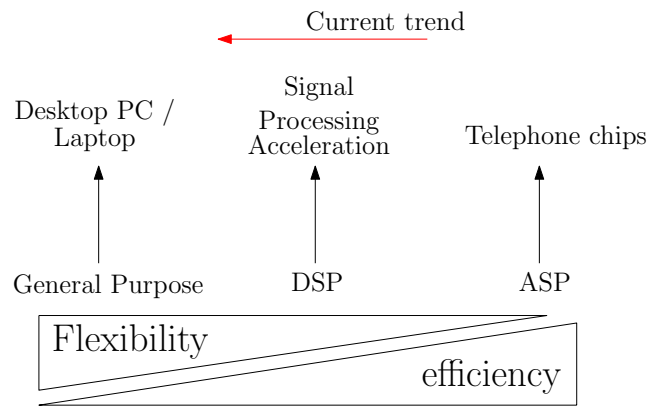 Current trend
Desktop PC /
Laptop
Signal
Processing
Acceleration
Telephone chips
General Purpose
DSP
ASP
Flexibility
efficiency